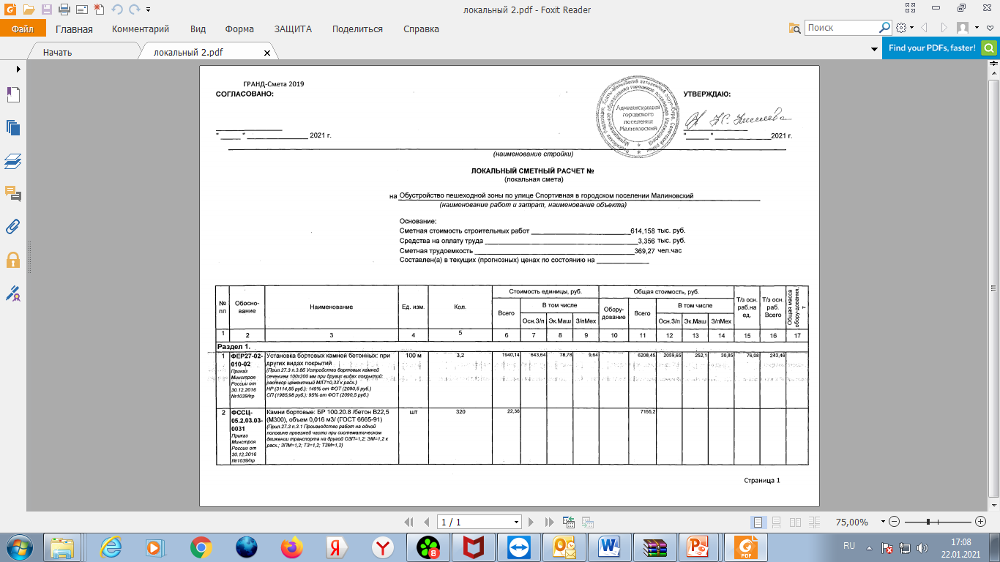 локальный 2.pdf - Foxit Reader
Файл Главная Комментарий Вид Форма ЗАЩИТА Поделиться Справка
Поиск
Начать локальный 2.pdf
Find your PDFs, faster!
ГРАНД-Смета 2019
СОГЛАСОВАНО: УТВЕРЖДАЮ:
Администрация
городского
поселения
Малиновский
" " 2021 г. " " 2021 г.
(наименование стройки)
ЛОКАЛЬНЫЙ СМЕТНЫЙ РАСЧЕТ №
(локальная смета)
на Обустройство пешеходной зоны по улице Спортивная в городском поселении Малиновский
(наименование работ и затрат, наименование объекта)
Основание:
Сметная стоимость строительных работ 614,158 тыс. руб.
Средства на оплату труда 3,356 тыс. руб.
Сметная трудоемкость 369,27 чел.час
Составлен(а) в текущих (прогнозных) ценах по состоянию на
№ пп
Обосно-
вание
Наименование
Ед. изм.
Кол.
Стоимость единицы, руб.
Всего
В том числе
Осн.З/п Эк.Маш З/пМех
Общая стоимость, руб.
Обору-
дование
Всего
В том числе
Осн.З/п Эк.Маш З/пМех
Т/з осн.
раб.на
ед.
Т/з осн.
раб.
Всего
Общая масса
обору-дования,
т
1 2 3 4 5 6 7 8 9 10 11 12 13 14 15 16 17
Раздел 1.
1
ФЕР27-02-
010-02
Приказ
Минстроя
России от
30.12.2016
№1039/пр
Установка бортовых камней бетонных: при
других видах покрытий
(Прил.27.3 п.3.85 Устройство бортовых камней
сечением 100х200 мм при других видах покрытий:
раствор цементный МАТ=0,33 к расх.)
НР (3114,85 руб.): 149% от ФОТ (2090,5 руб.)
СП (1985,98 руб.): 95% от ФОТ (2090,5 руб.)
100 м 3,2 1940,14 643,64 78,78 9,64 6208,45 2059,65 252,1 30,85 76,08 243,46
2
ФССЦ-
05.2.03.03-
0031
Приказ
Минстроя
России от
30.12.2016
№1039/пр
Камни бортовые: БР 100.20.8 /бетон В22,5
(М300), объем 0,016 м3/ (ГОСТ 6665-91)
(Прил.27.3 п.3.1 Производство работ на одной
половине проезжей части при систематическом
движении транспорта на другой ОЗП=1,2; ЭМ=1,2 к
расх.; ЗПМ=1,2; ТЗ=1,2; ТЗМ=1,2)
шт 320 22,36 7155,2
Страница 1
1 / 1
75,00%
RU
17:08
22.01.2021